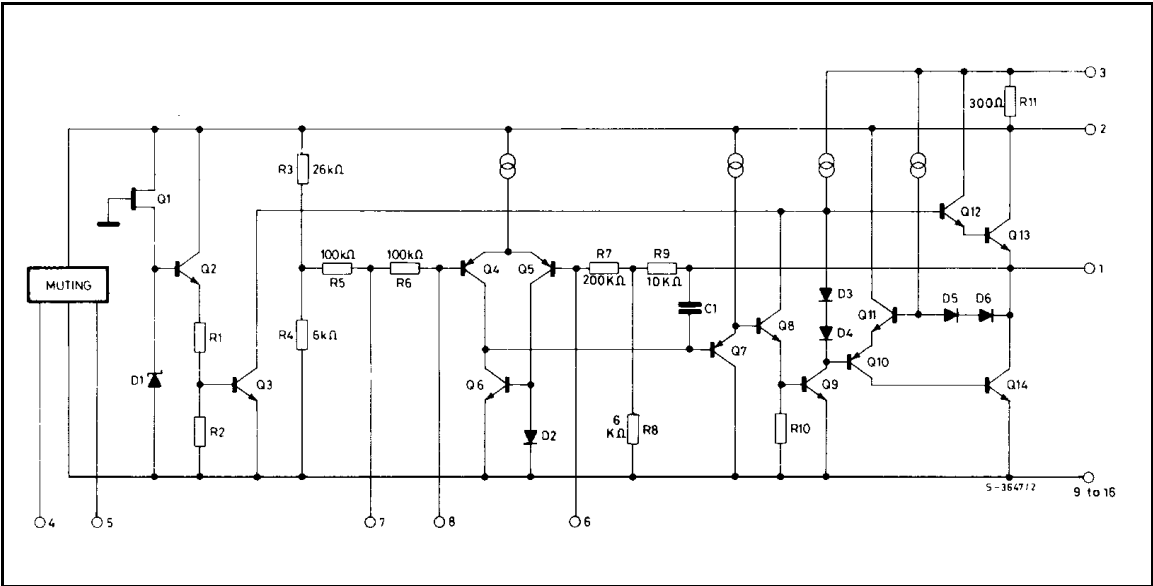 3
300Ω R11
2
R3 26kΩ
Q1
Q12
Q13
Q2
100kΩ 100kΩ
Q4 Q5
R7 R9
1
R5 R6
200KΩ 10KΩ
MUTING
C1
D3
D5 D6
R4 6kΩ
Q11
Q8
R1
D4
Q7
Q10
D1
Q3
Q6
Q9
Q14
R2
D2
6
KΩ R8
R10
S-3647/2
9 to 16
4 5 7 8 6